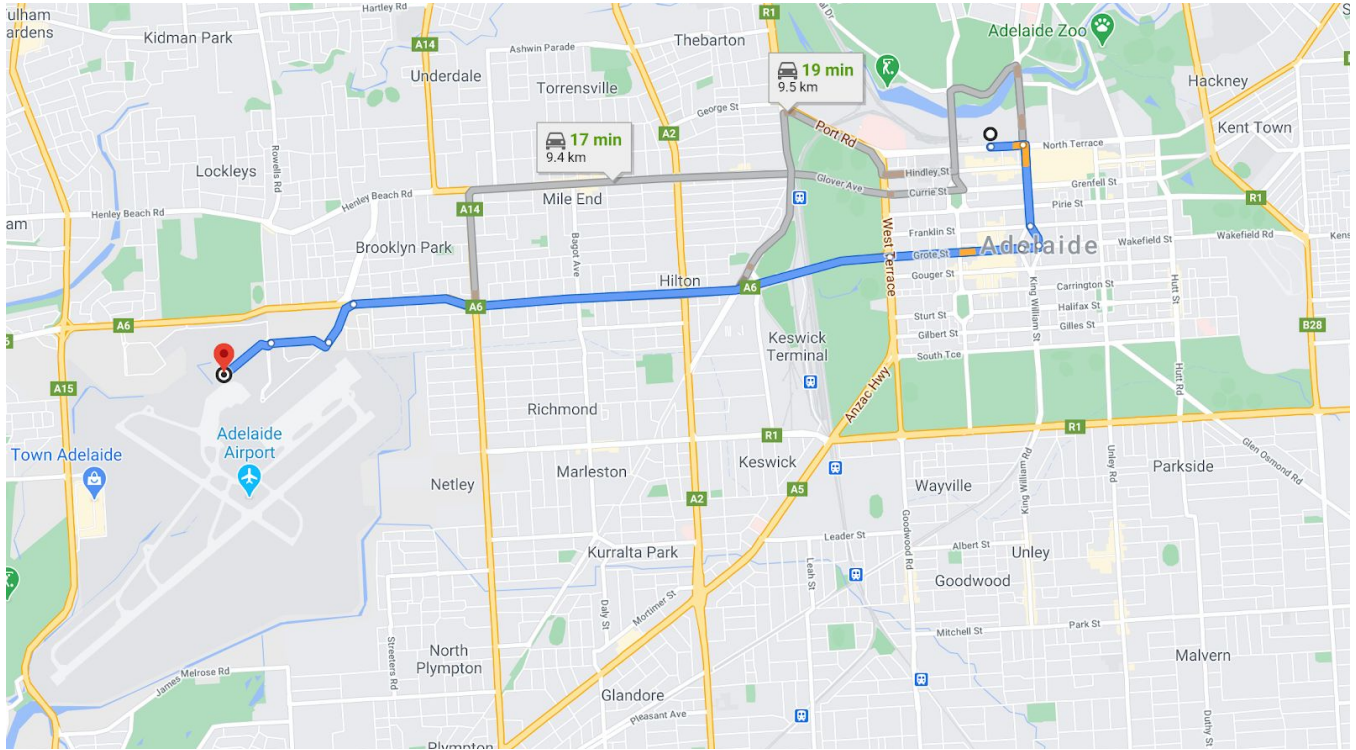 ulham
ardens
Kidman Park
Hartley Rd
A14
R1
Thebarton
Adelaide Zoo
Underdale
Ashwin Parade
Torrensville
19 min
9.5 km
Hackney
George St
A2
Port Rd
Kent Town
17 min
9.4 km
North Terrace
Lockleys
Rowells Rd
Hindley St
Grenfell St
Glover Ave
Currie St
Henley Beach Rd
Henley Beach Rd
A14
Mile End
Pirie St
R1
am
Brooklyn Park
Bagot Ave
West Terrace
Franklin St
Adelaide
Wakefield St
Wakefield Rd
Kens
Grote St
Gouger St
Hilton
A6
A6
Carrington St
King William St
Halifax St
Hutt St
Sturt St
Gilbert St
Gilles St
A6
B28
Keswick
Terminal
South Tce
A15
Anzac Hwy
Hutt Rd
Richmond
Adelaide
Airport
R1
R1
Town Adelaide
Marleston
Keswick
Glen Osmond Rd
Parkside
Netley
A2
A5
Wayville
King William Rd
Unley Rd
Goodwood Rd
Leader St
Albert St
Kurralta Park
Unley
Leah St
Goodwood
Daly St
Mortimer St
Mitchell St
Park St
Streeters Rd
North
Plympton
Malvern
James Melrose Rd
Glandore
Pleasant Ave
Duthy St
Plympton